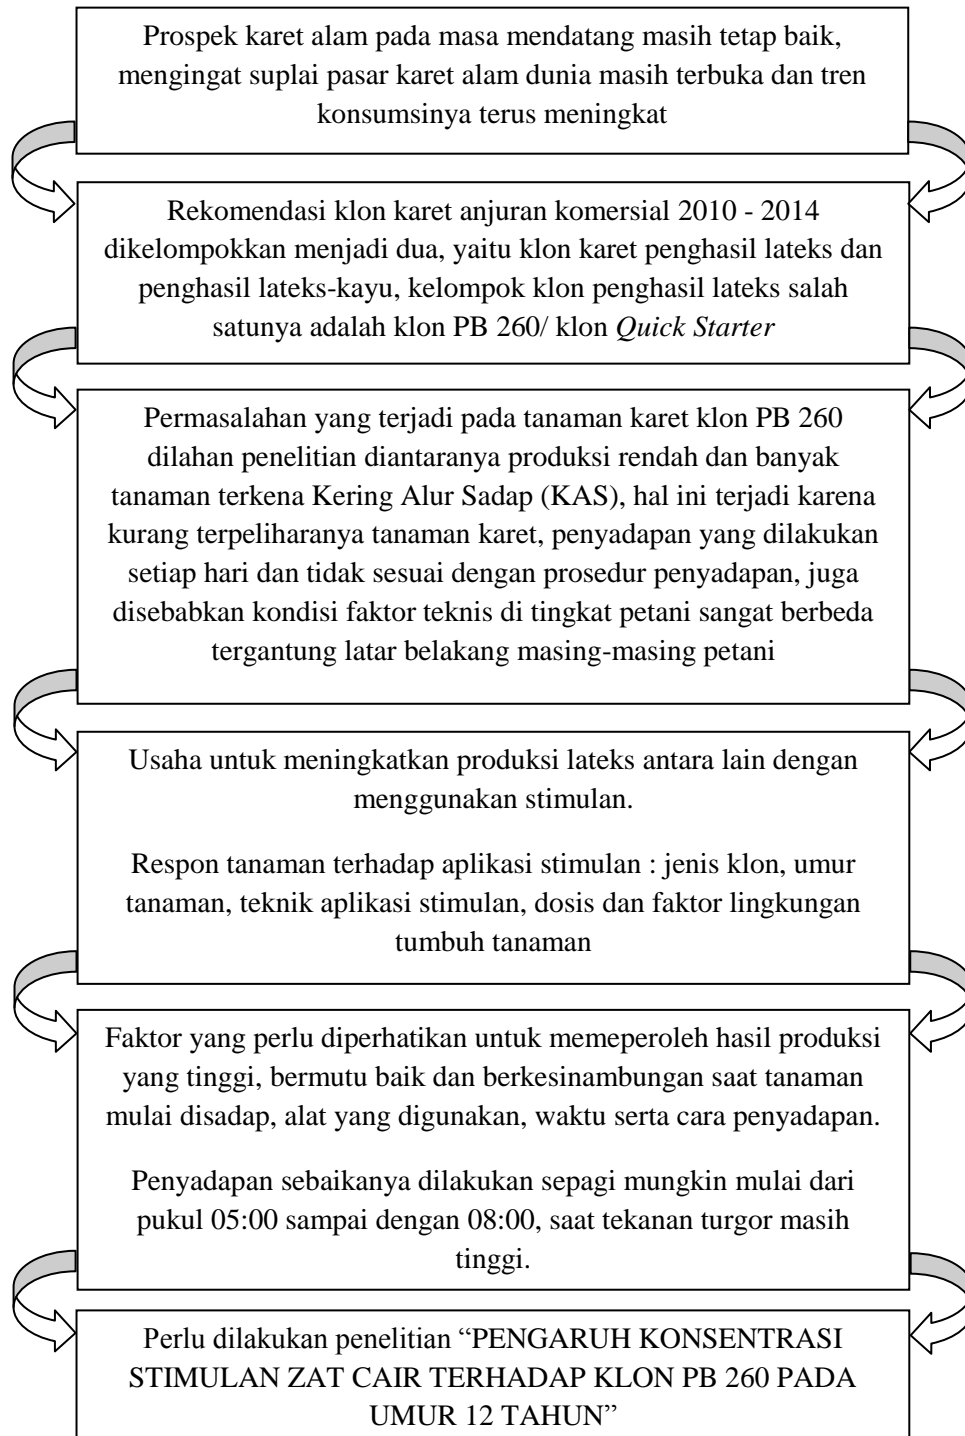 Prospek karet alam pada masa mendatang masih tetap baik,
mengingat suplai pasar karet alam dunia masih terbuka dan tren
konsumsinya terus meningkat
Rekomendasi klon karet anjuran komersial 2010 - 2014
dikelompokkan menjadi dua, yaitu klon karet penghasil lateks dan
penghasil lateks-kayu, kelompok klon penghasil lateks salah
satunya adalah klon PB 260/ klon Quick Starter
Permasalahan yang terjadi pada tanaman karet klon PB 260
dilahan penelitian diantaranya produksi rendah dan banyak
tanaman terkena Kering Alur Sadap (KAS), hal ini terjadi karena
kurang terpeliharanya tanaman karet, penyadapan yang dilakukan
setiap hari dan tidak sesuai dengan prosedur penyadapan, juga
disebabkan kondisi faktor teknis di tingkat petani sangat berbeda
tergantung latar belakang masing-masing petani
Usaha untuk meningkatkan produksi lateks antara lain dengan
menggunakan stimulan.
Respon tanaman terhadap aplikasi stimulan : jenis klon, umur
tanaman, teknik aplikasi stimulan, dosis dan faktor lingkungan
tumbuh tanaman
Faktor yang perlu diperhatikan untuk memeperoleh hasil produksi
yang tinggi, bermutu baik dan berkesinambungan saat tanaman
mulai disadap, alat yang digunakan, waktu serta cara penyadapan.
Penyadapan sebaikanya dilakukan sepagi mungkin mulai dari
pukul 05:00 sampai dengan 08:00, saat tekanan turgor masih
tinggi.
Perlu dilakukan penelitian “PENGARUH KONSENTRASI
STIMULAN ZAT CAIR TERHADAP KLON PB 260 PADA
UMUR 12 TAHUN”